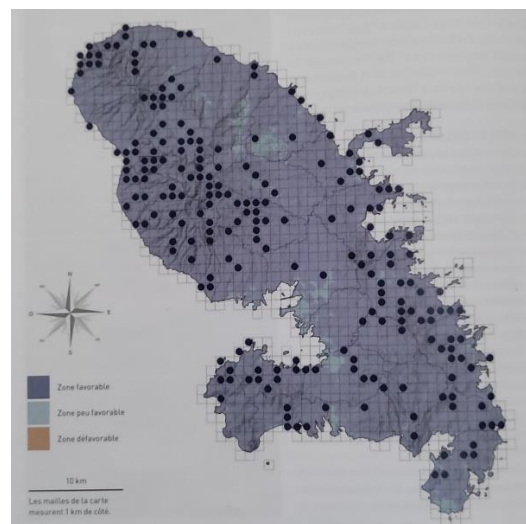 N
O
E
S
Zone favorable
Zone peu favorable
Zone défavorable
10 km
Les mailles de la carte
mesurent 1 km de côté.